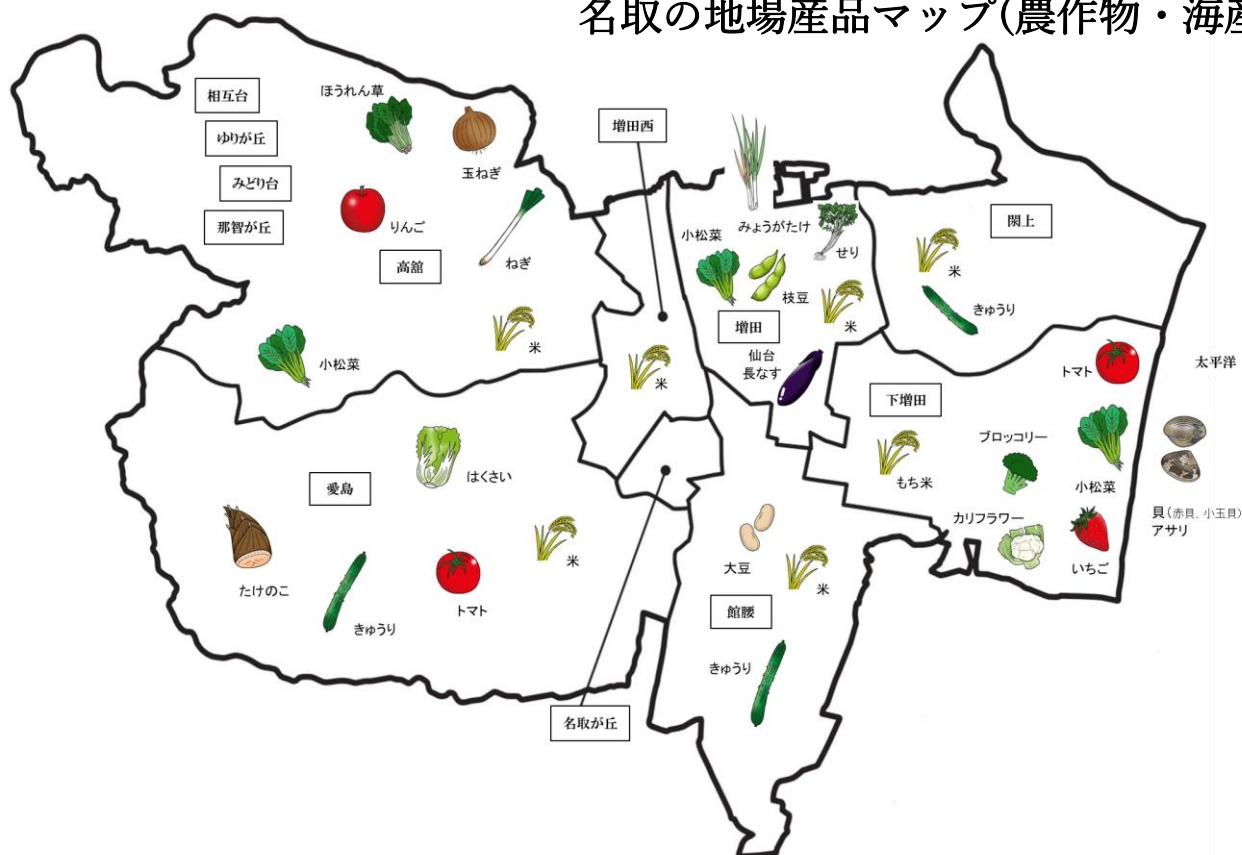 名取の地場産品マップ(農作物・海産
相互台
ゆりが丘
みどり台
那智が丘
ほうれん草
玉ねぎ
りんご
ねぎ
高舘
小松菜
米
増田西
米
みょうがたけ
小松菜
せり
枝豆
米
増田
仙台
長なす
閖上
米
きゅうり
太平洋
トマト
下増田
もち米
ブロッコリー
小松菜
カリフラワー
いちご
貝(赤貝、小玉貝)
アサリ
はくさい
愛島
たけのこ
きゅうり
トマト
米
名取が丘
大豆
米
館腰
きゅうり